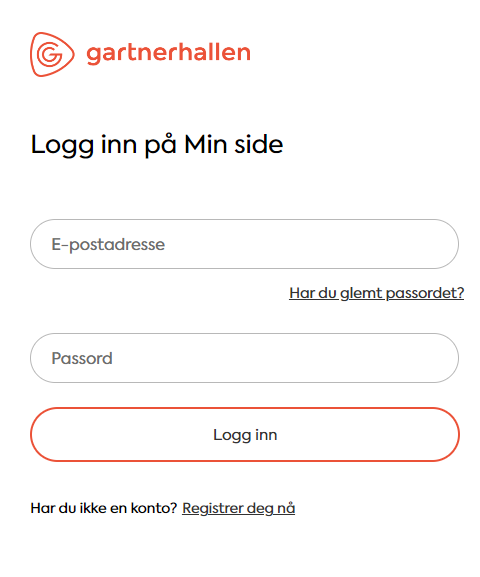 gartnerhallen
Logg inn på Min side
E-postadresse
Har du glemt passordet?
Passord
Logg inn
Har du ikke en konto? Registrer deg nå